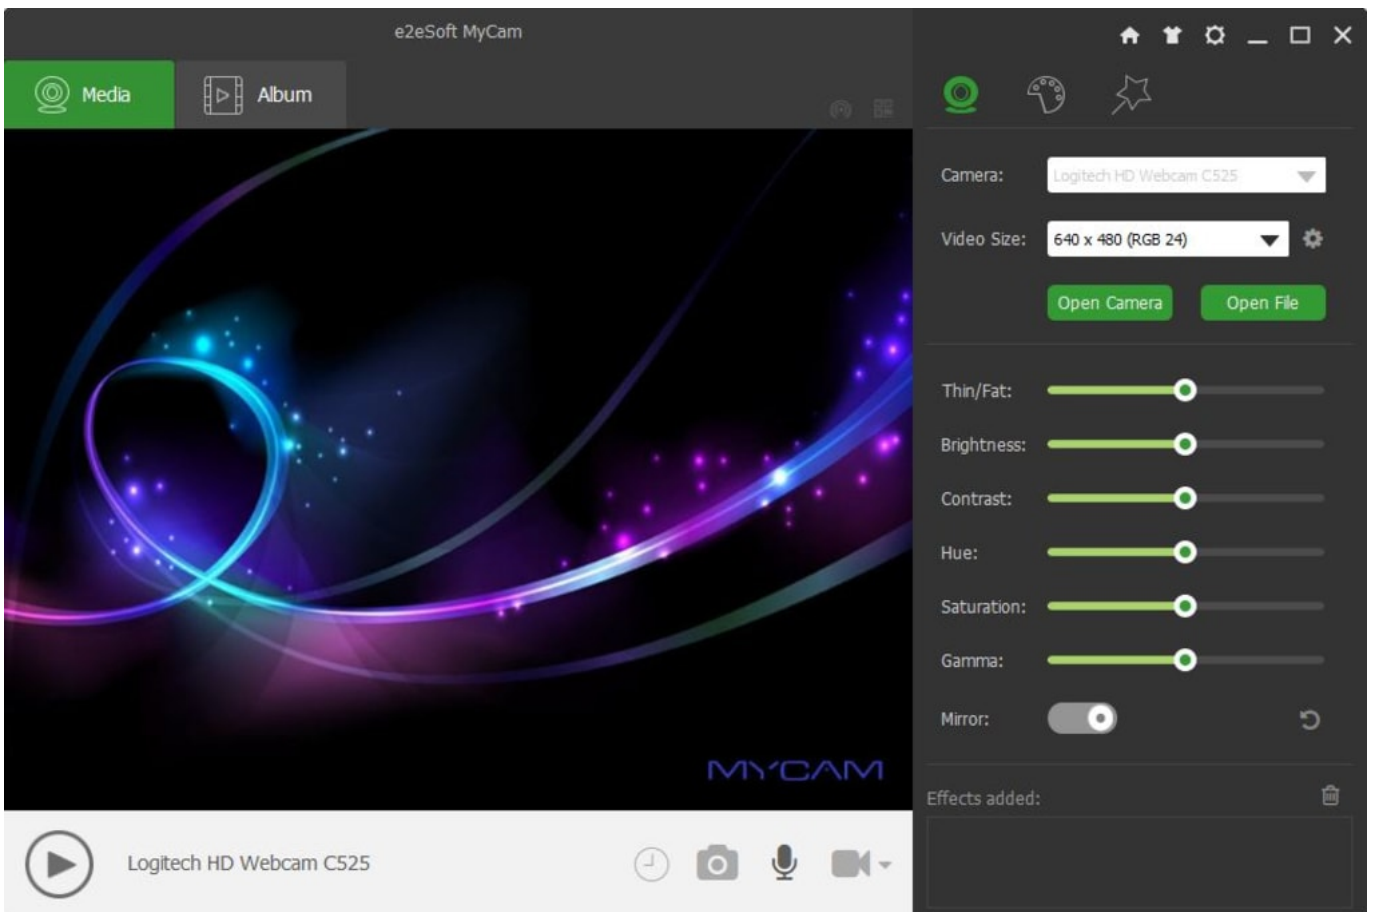 e2eSoft MyCam
Media
Album
Camera:
Logitech HD Webcam C525
Video Size:
640 x 480 (RGB 24)
Open Camera
Open File
Thin/Fat:
Brightness:
Contrast:
Hue:
Saturation:
Gamma:
Mirror:
MYCAM
Effects added:
Logitech HD Webcam C525